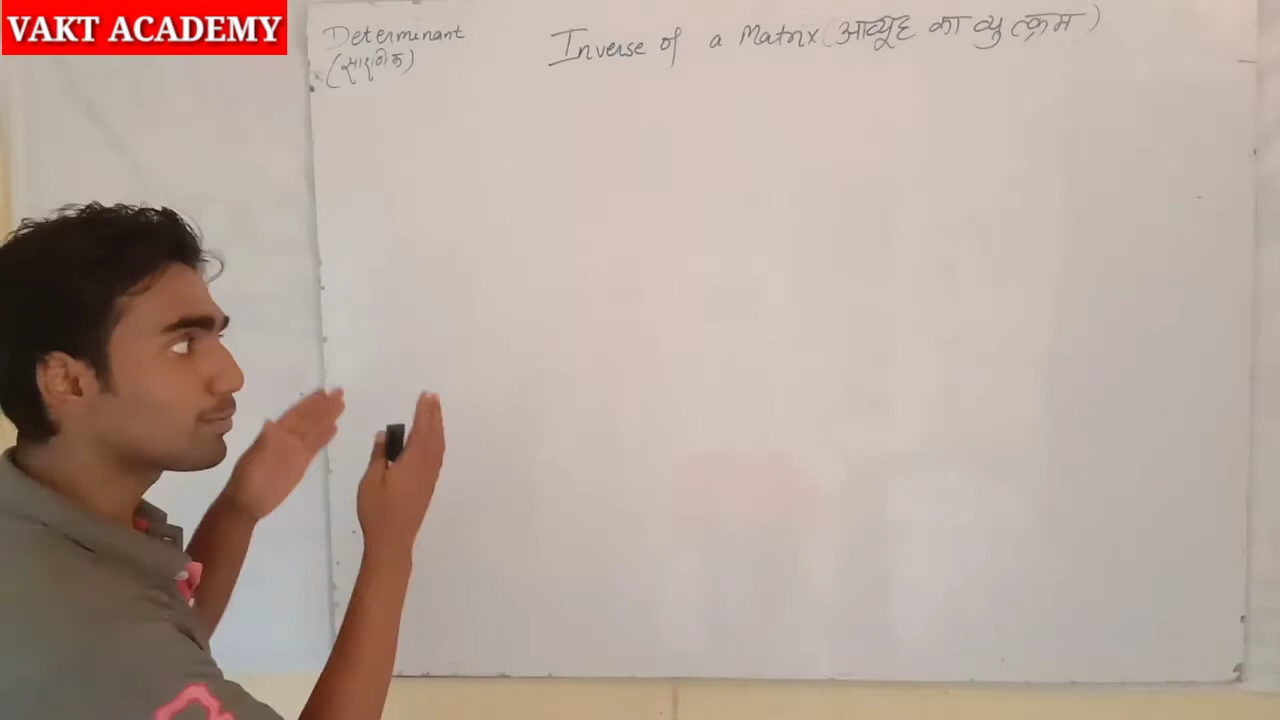 VAKT ACADEMY
Determinant
(सारणिक)
Inverse of a Matrix (आव्यूह का व्युत्क्रम)